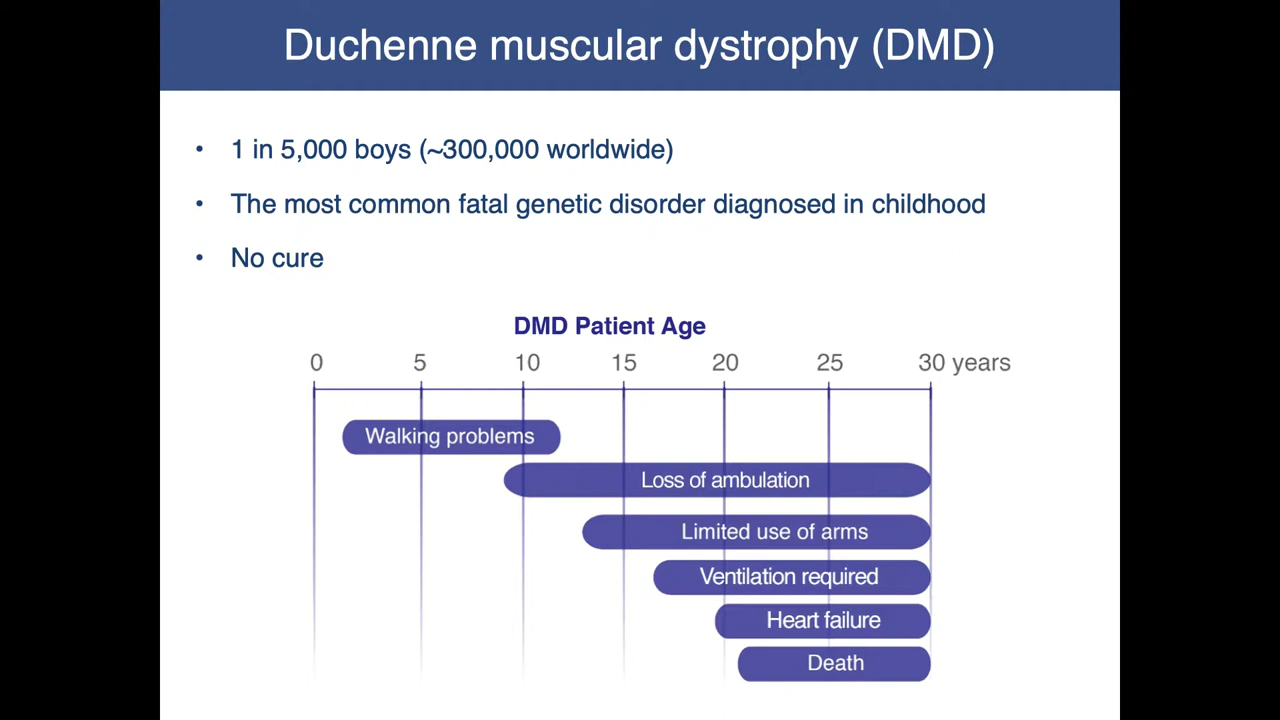 Duchenne muscular dystrophy (DMD)
• 1 in 5,000 boys (~300,000 worldwide)
• The most common fatal genetic disorder diagnosed in childhood
• No cure
DMD Patient Age
0 5 10 15 20 25 30 years
Walking problems
Loss of ambulation
Limited use of arms
Ventilation required
Heart failure
Death